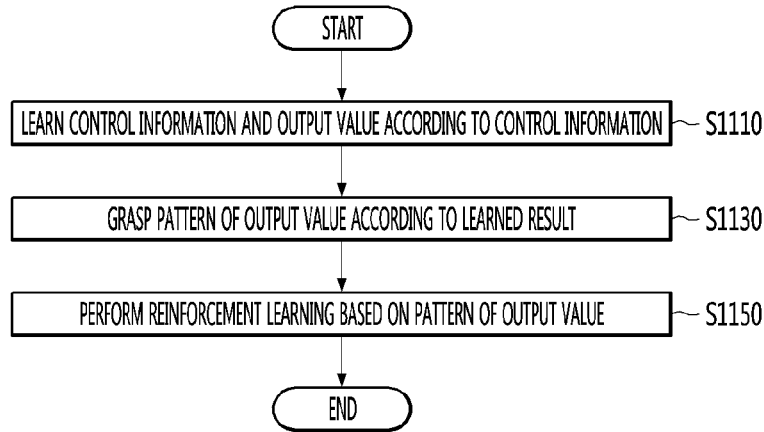 START
LEARN CONTROL INFORMATION AND OUTPUT VALUE ACCORDING TO CONTROL INFORMATION
S1110
GRASP PATTERN OF OUTPUT VALUE ACCORDING TO LEARNED RESULT
S1130
PERFORM REINFORCEMENT LEARNING BASED ON PATTERN OF OUTPUT VALUE
S1150
END